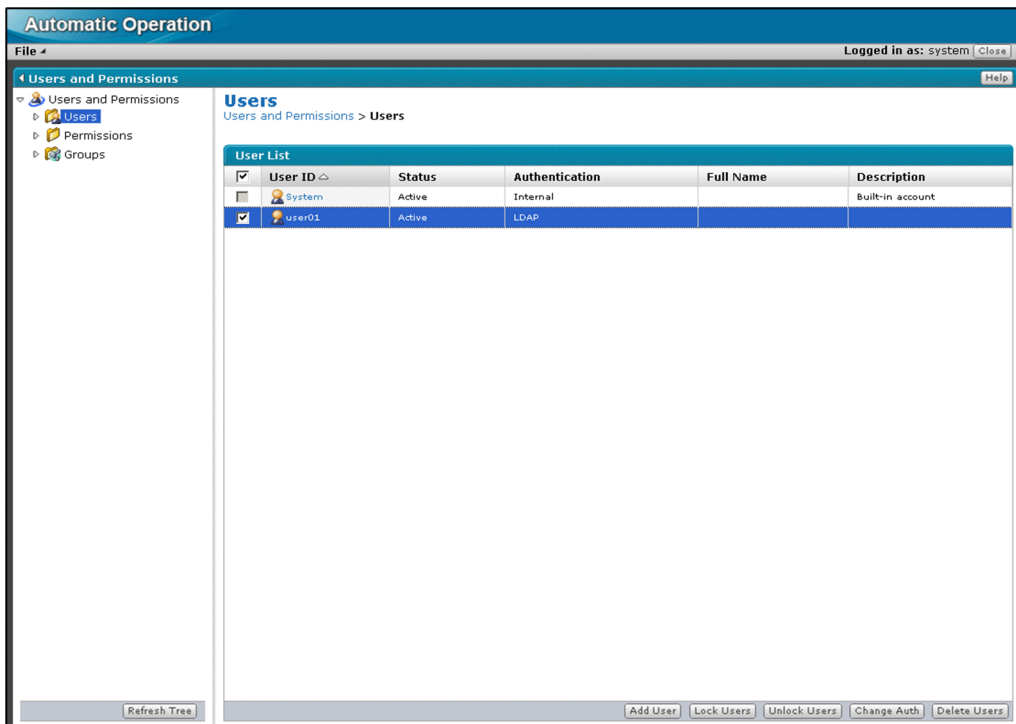 Automatic Operation
File Logged in as: system Close
Users and Permissions Help
Users and Permissions
Users
Permissions
Groups
Users
Users and Permissions > Users
User List
User ID Status Authentication Full Name Description
System Active Internal Built-in account
user01 Active LDAP
Refresh Tree Add User Lock Users Unlock Users Change Auth Delete Users